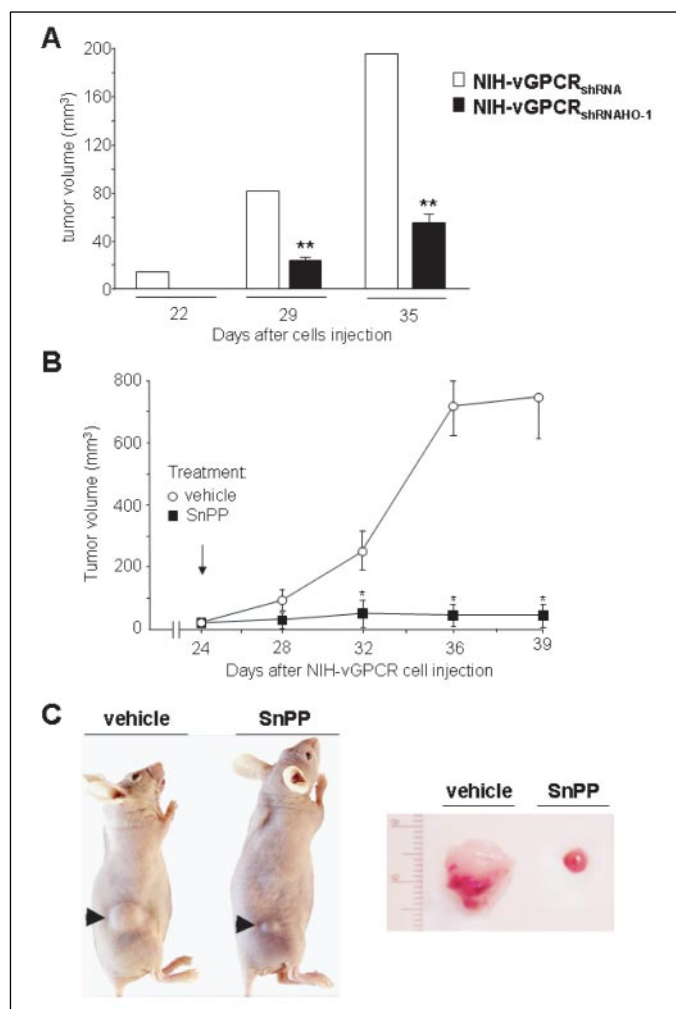 A
200
160
120
80
40
0
tumor volume (mm³)
NIH-vGPCRshRNA
NIH-vGPCRshRNAHO-1
**
**
22 29 35
Days after cells injection
B
800
600
400
200
0
Tumor volume (mm³)
Treatment:
vehicle
SnPP
* * *
24 28 32 36 39
Days after NIH-vGPCR cell injection
C
vehicle SnPP
vehicle SnPP